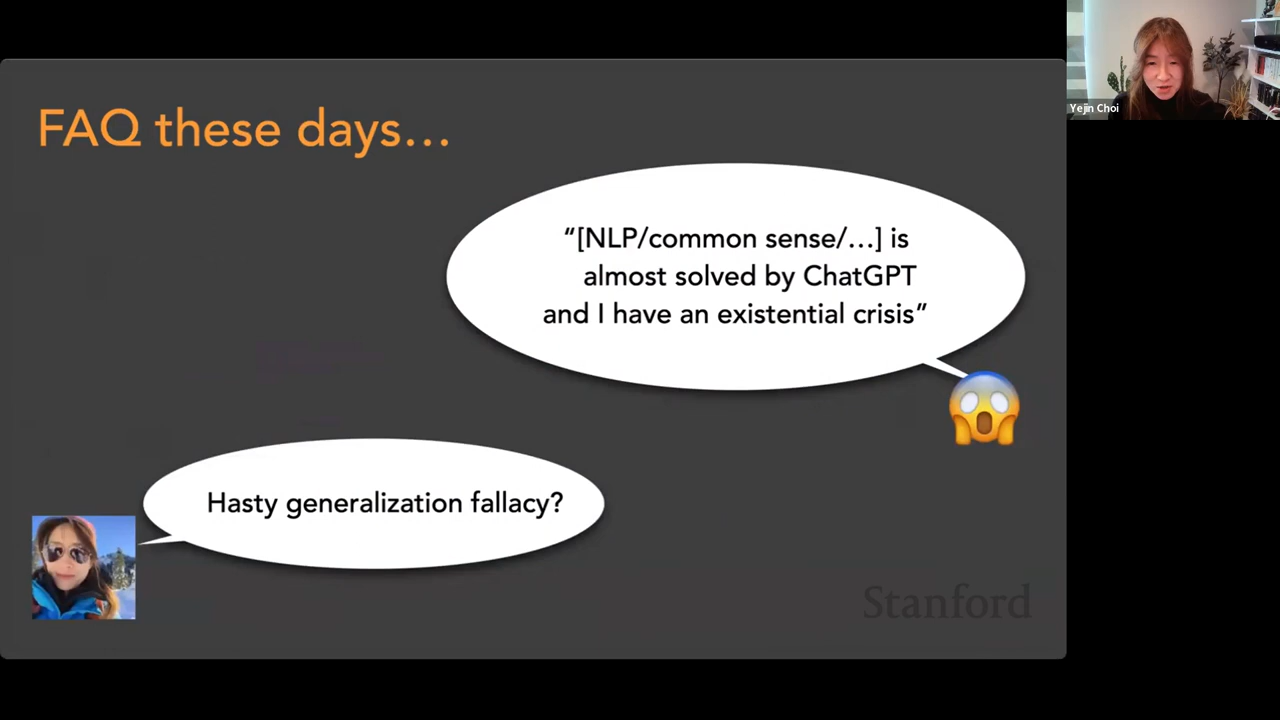 Yejin Choi
FAQ these days…
“[NLP/common sense/…] is
almost solved by ChatGPT
and I have an existential crisis”
Hasty generalization fallacy?
Stanford